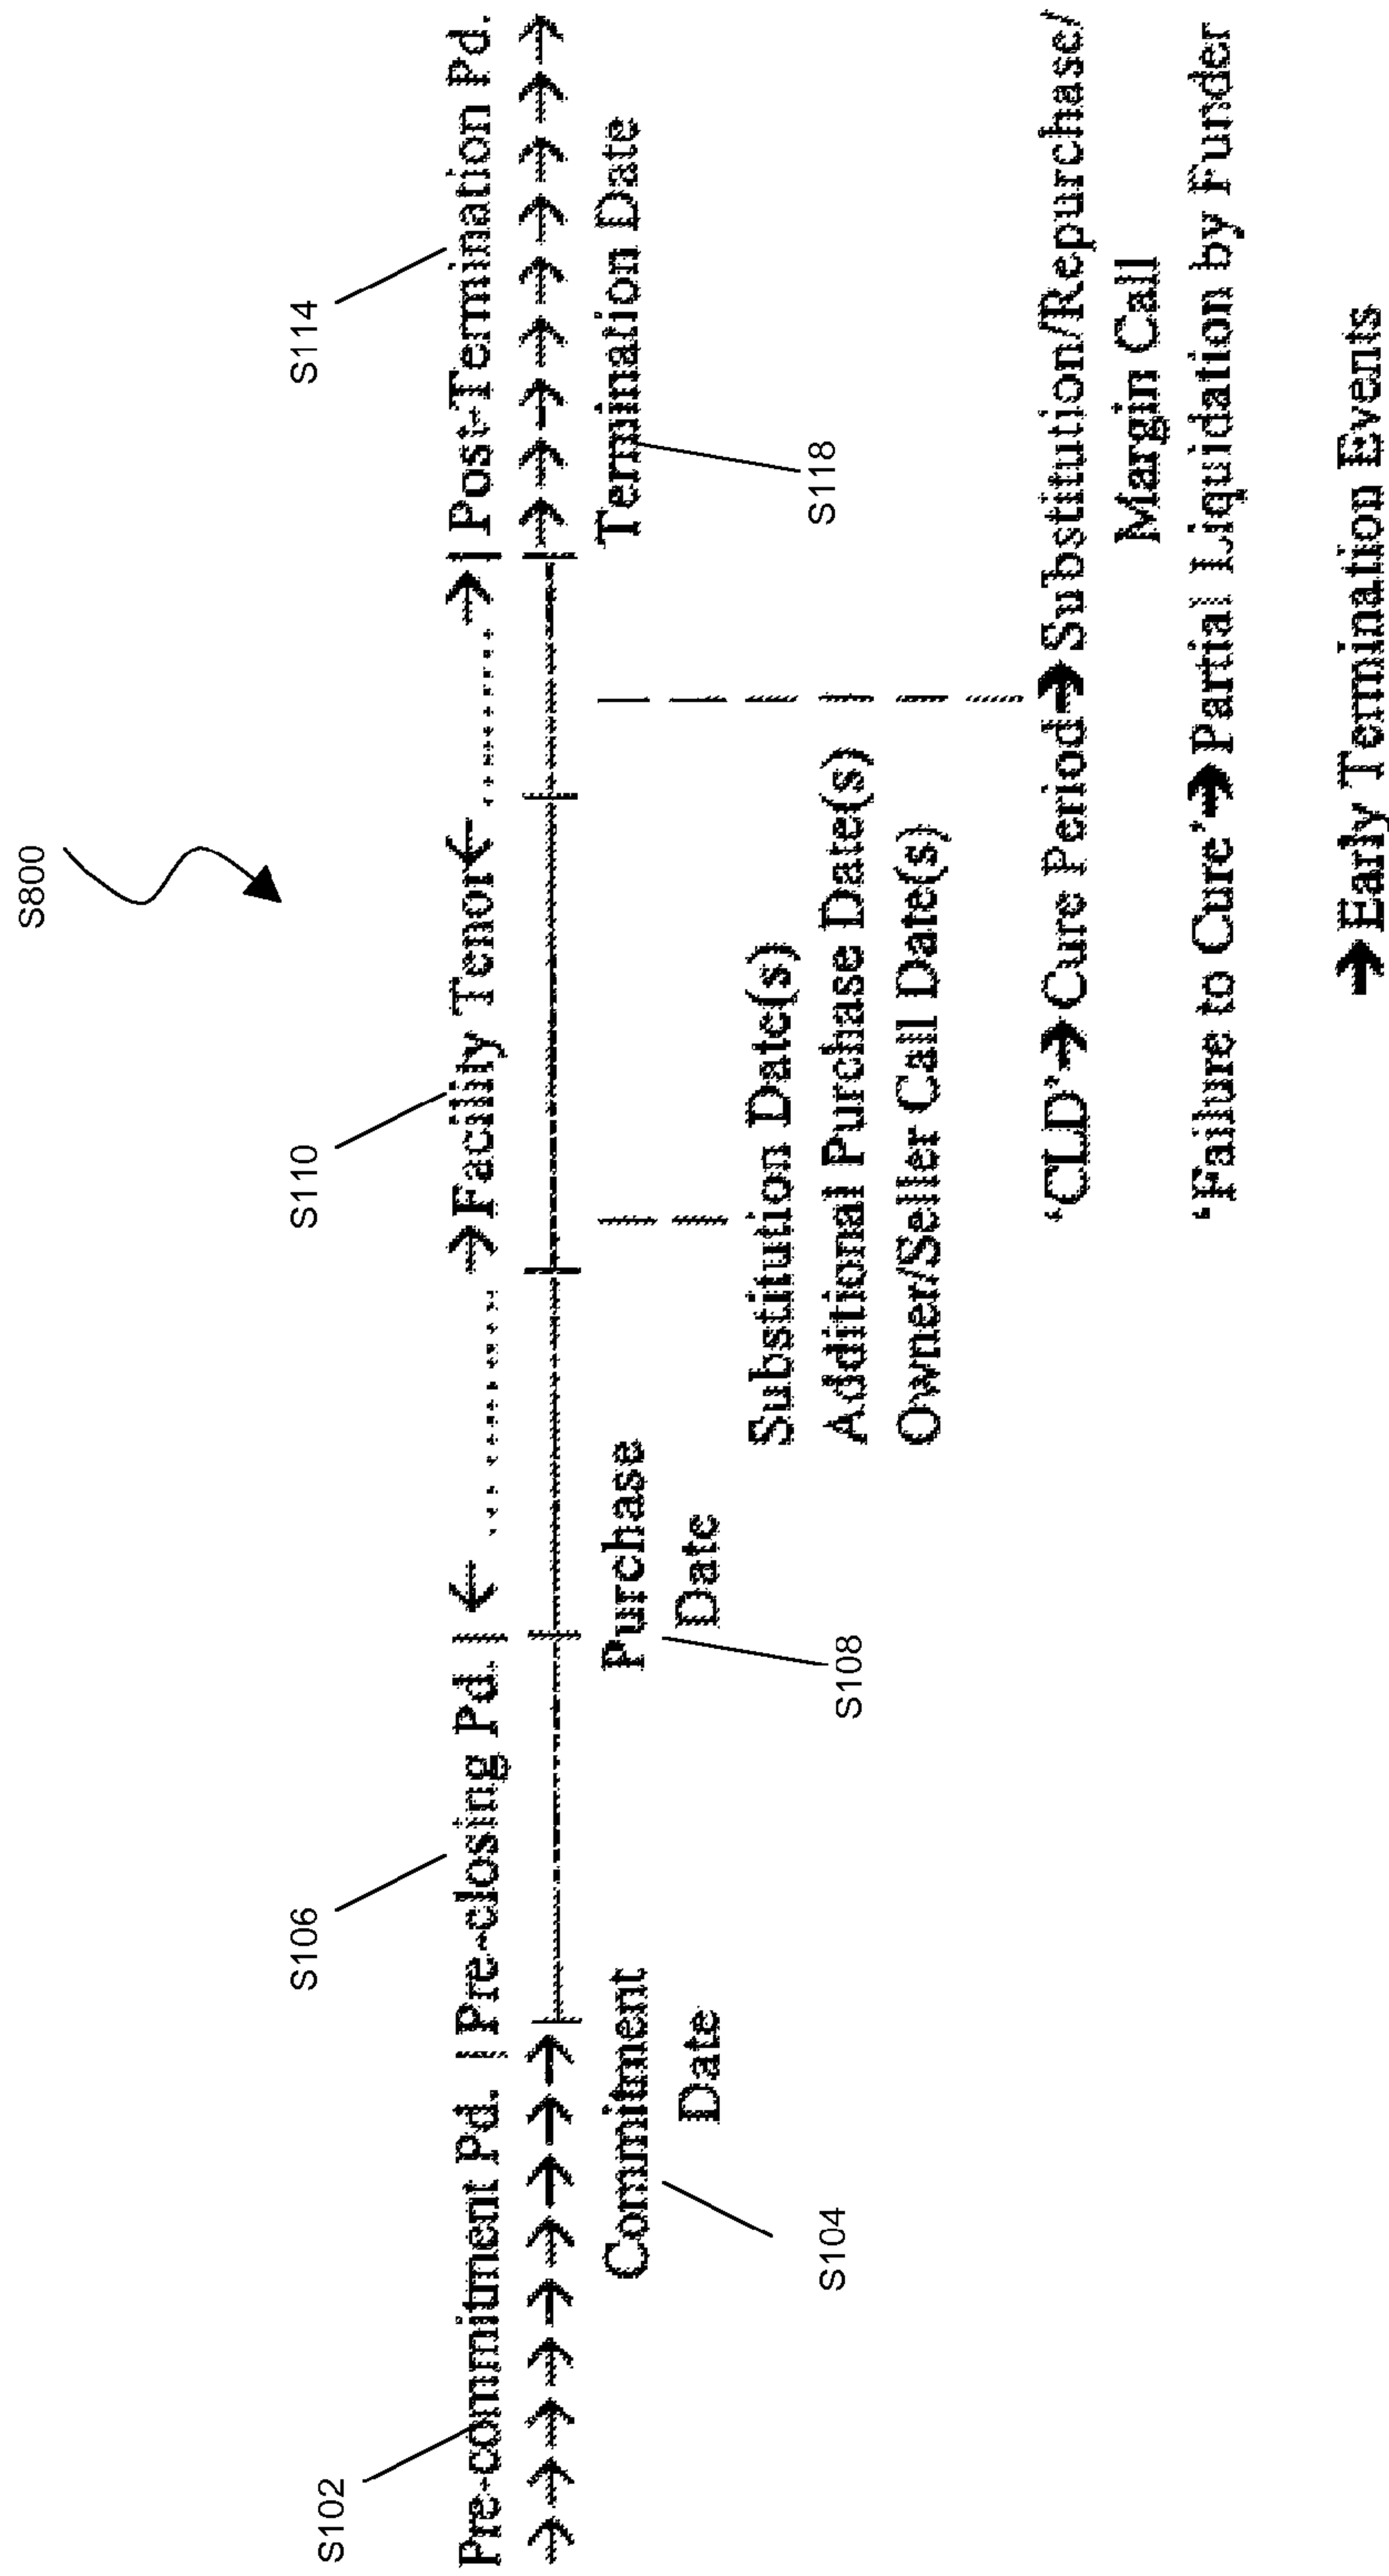 S800
S102
S106
S110
S114
Pre-commitment Pd. | Pre-closing Pd. | ← ........ →Facility Tenor← ........ →| Post-Termination Pd.
→→→→→→→→→|
→→→→→→→→→
Commitment
Date
S104
Purchase
Date
S108
Termination Date
S118
Substitution Date(s)
Additional Purchase Date(s)
Owner/Seller Call Date(s)
‘CLD’→Cure Period→Substitution/Repurchase/
Margin Call
‘Failure to Cure’→Partial Liquidation by Funder
→Early Termination Events